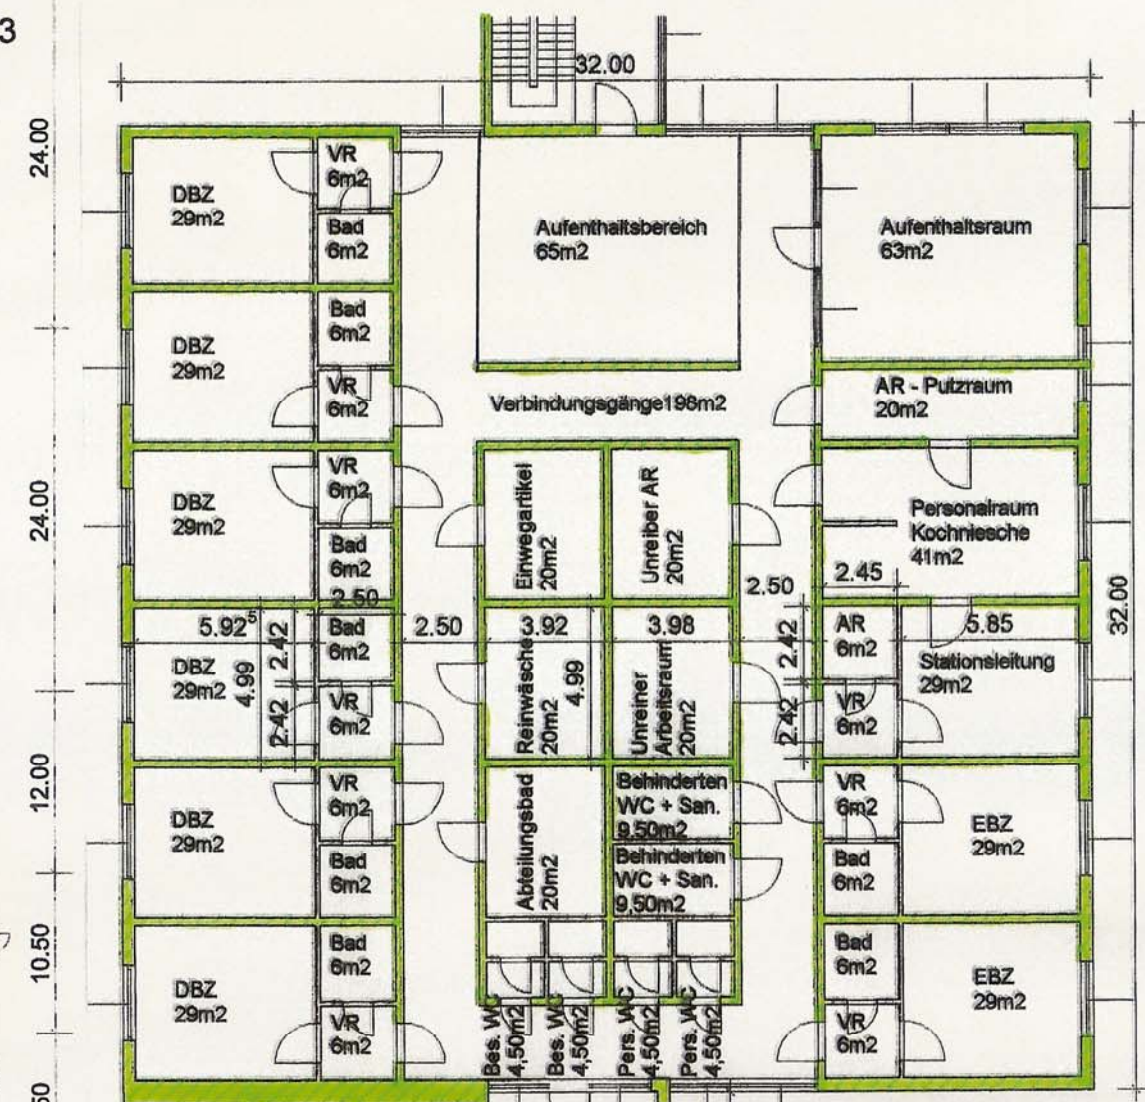 3
32.00
24.00
24.00
12.00
10.50
50
32.00
DBZ
29m2
VR
6m2
Bad
6m2
DBZ
29m2
Bad
6m2
VR
6m2
DBZ
29m2
VR
6m2
Bad
6m2
2.50
5.92⁵
DBZ
29m2
4.99
2.42
2.42
Bad
6m2
VR
6m2
DBZ
29m2
VR
6m2
Bad
6m2
DBZ
29m2
Bad
6m2
VR
6m2
2.50
Aufenthaltsbereich
65m2
Verbindungsgänge198m2
Einwegartikel
20m2
Unreiber AR
20m2
3.92
3.98
Reinwäsche
20m2
4.99
Unreiner
Arbeitsraum
20m2
Abteilungsbad
20m2
Behinderten
WC + San.
9,50m2
Behinderten
WC + San.
9,50m2
Bes. WC
4,50m2
Bes. WC
4,50m2
Pers. WC
4,50m2
Pers. WC
4,50m2
Aufenthaltsraum
63m2
AR - Putzraum
20m2
Personalraum
Kochniesche
41m2
2.50
2.45
2.42
2.42
AR
6m2
VR
6m2
5.85
Stationsleitung
29m2
VR
6m2
Bad
6m2
EBZ
29m2
Bad
6m2
VR
6m2
EBZ
29m2